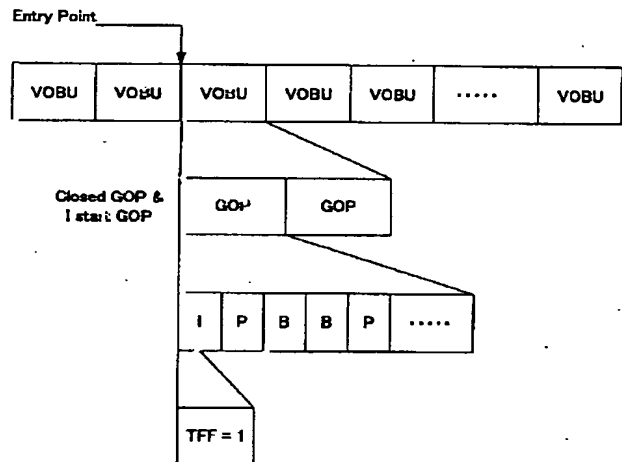 Entry Point
VOBU VOBU VOBU VOBU VOBU ..... VOBU
Closed GOP &
I start GOP
GOP GOP
I P B B P .....
TFF = 1